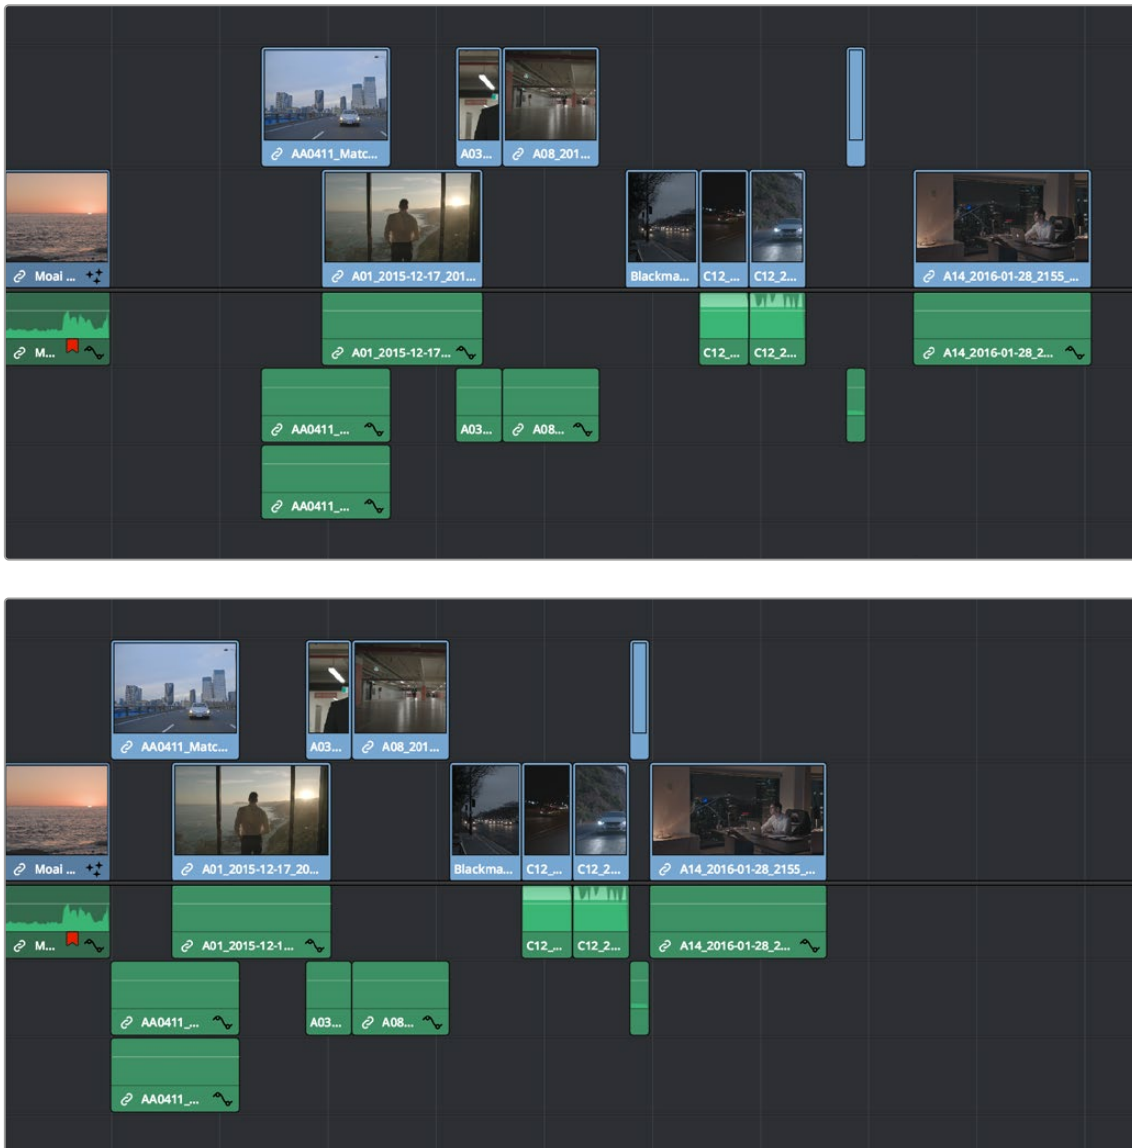 AA0411_Matc...
A03... A08_201...
Moai ... A01_2015-12-17_201... Blackma... C12_... C12_2... A14_2016-01-28_2155_...
M... A01_2015-12-17... C12_... C12_2... A14_2016-01-28_2...
AA0411_... A03... A08...
AA0411_...
AA0411_Matc... A03... A08_201...
Moai ... A01_2015-12-17_20... Blackma... C12_... C12_2... A14_2016-01-28_2155_...
M... A01_2015-12-1... C12_... C12_2... A14_2016-01-28_2...
AA0411_... A03... A08...
AA0411_...